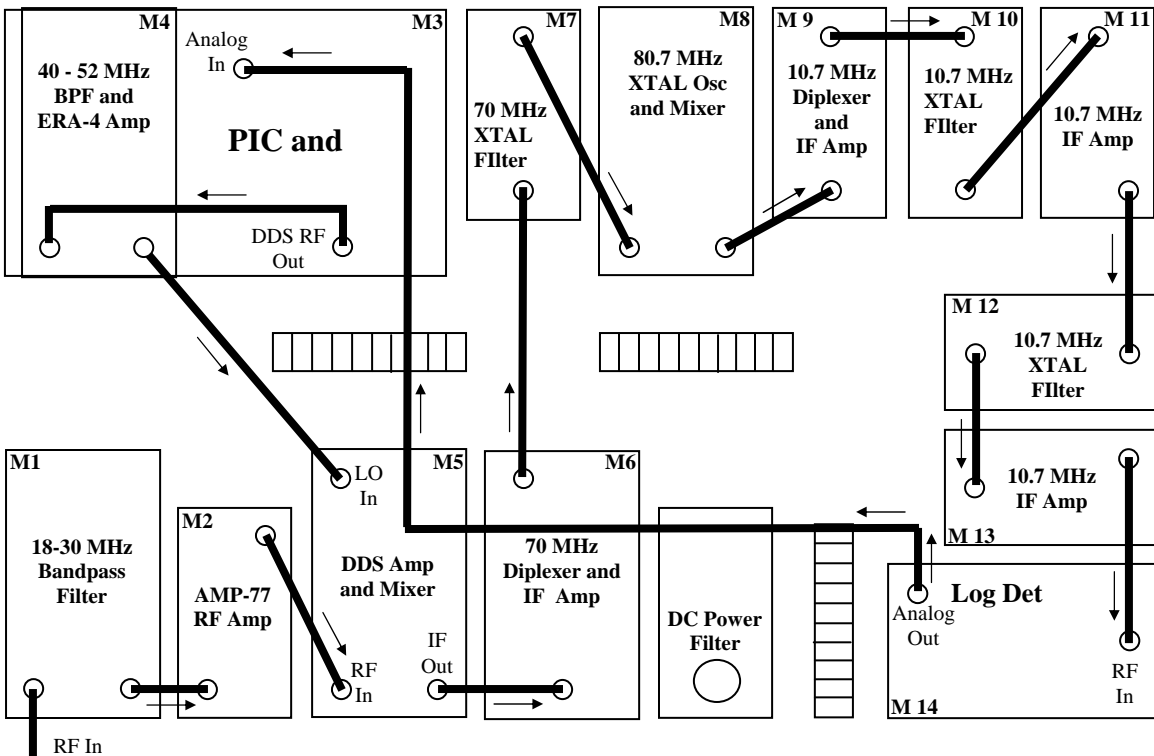 M4
40 - 52 MHz
BPF and
ERA-4 Amp
M3
Analog
In
PIC and
DDS RF
Out
M7
70 MHz
XTAL
FIlter
M8
80.7 MHz
XTAL Osc
and Mixer
M 9
10.7 MHz
Diplexer
and
IF Amp
M 10
10.7 MHz
XTAL
FIlter
M 11
10.7 MHz
IF Amp
M 12
10.7 MHz
XTAL
FIlter
M1
18-30 MHz
Bandpass
Filter
RF In
M2
AMP-77
RF Amp
M5
LO
In
DDS Amp
and Mixer
RF
In
IF
Out
M6
70 MHz
Diplexer and
IF Amp
DC Power
Filter
10.7 MHz
IF Amp
M 13
Log Det
Analog
Out
RF
In
M 14